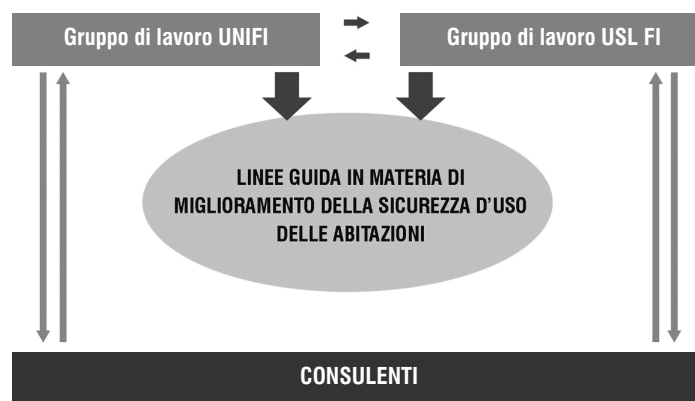 Gruppo di lavoro UNIFI
Gruppo di lavoro USL FI
LINEE GUIDA IN MATERIA DI
MIGLIORAMENTO DELLA SICUREZZA D'USO
DELLE ABITAZIONI
CONSULENTI